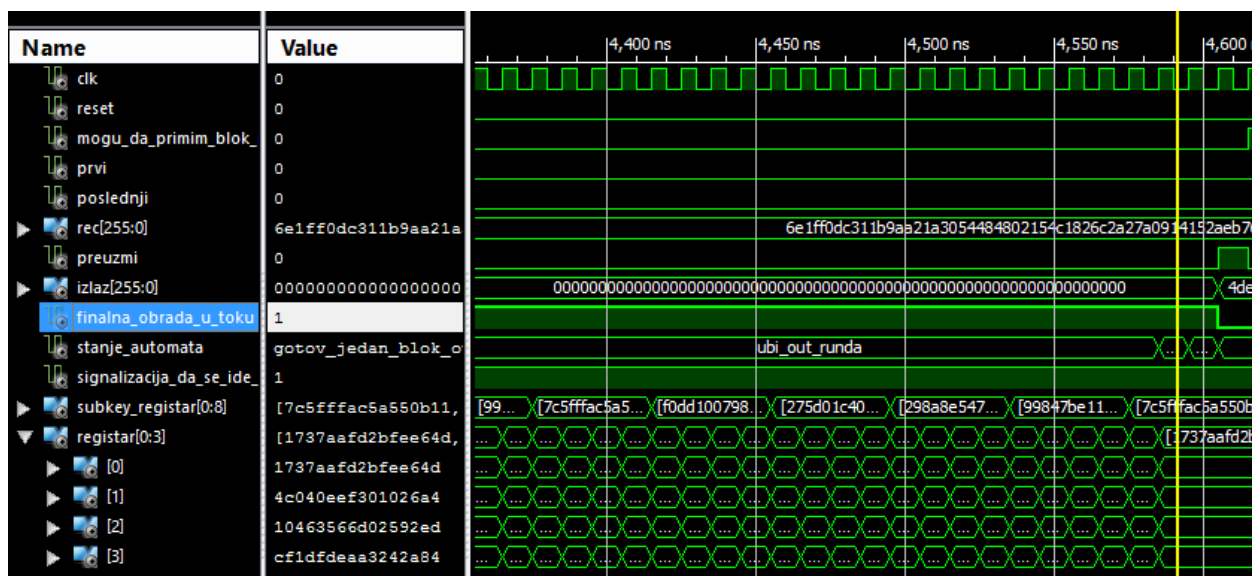 Name Value 4,400 ns 4,450 ns 4,500 ns 4,550 ns 4,600
clk 0
reset 0
mogu_da_primim_blok_ 0
prvi 0
poslednji 0
rec[255:0] 6e1ff0dc311b9aa21a 6e1ff0dc311b9aa21a3054484802154c1826c2a27a0914152aeb7
preuzmi 0
izlaz[255:0] 000000000000000000 0000000000000000000000000000000000000000000000000000000000000000 4de
finalna_obrada_u_toku 1
stanje_automata gotov_jedan_blok_o ubi_out_runda ... ...
signalizacija_da_se_ide_ 1
subkey_registar[0:8] [7c5fffac5a550b11, [99... [7c5fffac5a5... [f0dd100798... [275d01c40... [298a8e547... [99847be11... [7c5fffac5a550b
registar[0:3] [1737aafd2bfee64d, ... ... ... ... ... ... ... ... ... ... ... ... ... ... ... ... ... ... ... ... ... ... ... [1737aafd2b
[0] 1737aafd2bfee64d ... ... ... ... ... ... ... ... ... ... ... ... ... ... ... ... ... ... ... ... ... ... ...
[1] 4c040eef301026a4 ... ... ... ... ... ... ... ... ... ... ... ... ... ... ... ... ... ... ... ... ... ... ...
[2] 10463566d02592ed ... ... ... ... ... ... ... ... ... ... ... ... ... ... ... ... ... ... ... ... ... ... ...
[3] cf1dfdeaa3242a84 ... ... ... ... ... ... ... ... ... ... ... ... ... ... ... ... ... ... ... ... ... ... ...